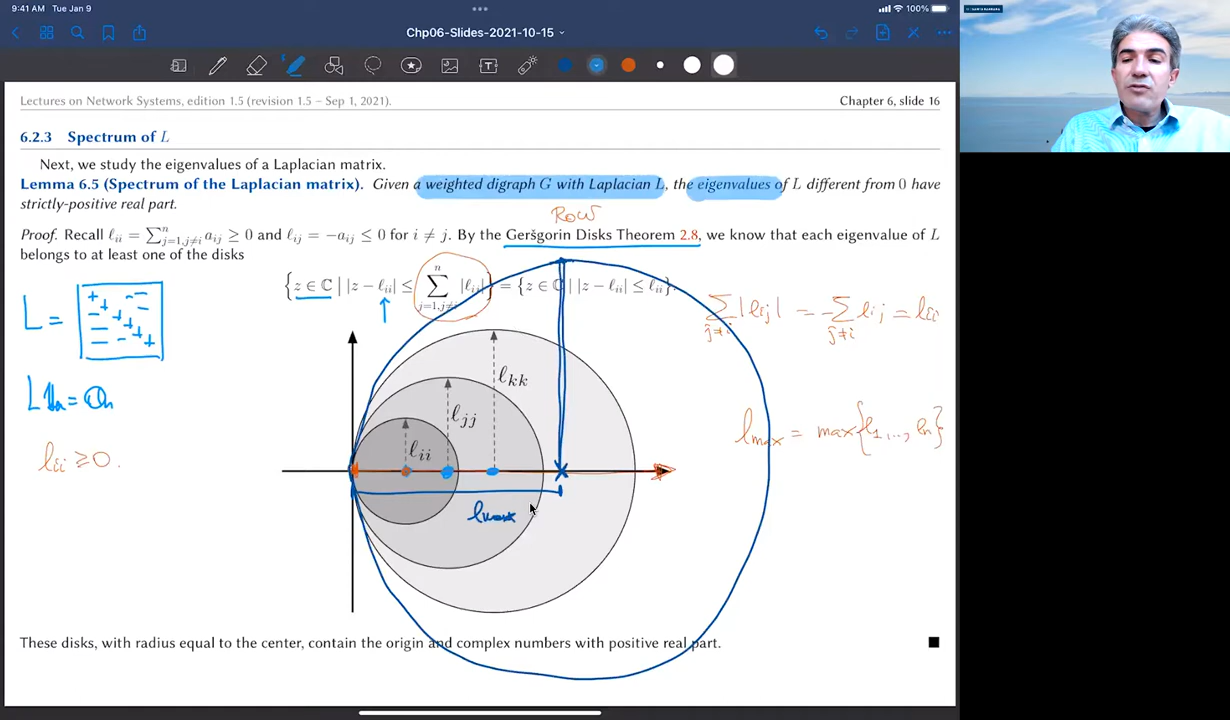 9:41 AM Tue Jan 9
100%
Chp06-Slides-2021-10-15
Lectures on Network Systems, edition 1.5 (revision 1.5 – Sep 1, 2021).
Chapter 6, slide 16
6.2.3 Spectrum of L
Next, we study the eigenvalues of a Laplacian matrix.
Lemma 6.5 (Spectrum of the Laplacian matrix). Given a weighted digraph G with Laplacian L, the eigenvalues of L different from 0 have
strictly-positive real part.
Row
Proof. Recall ℓii = ∑ⁿj=1,j≠i aij ≥ 0 and ℓij = −aij ≤ 0 for i ≠ j. By the Geršgorin Disks Theorem 2.8, we know that each eigenvalue of L
belongs to at least one of the disks
{z ∈ ℂ | |z − ℓii| ≤ ∑ⁿj=1,j≠i |ℓij|} = {z ∈ ℂ | |z − ℓii| ≤ ℓii}.
∑j≠i |ℓij| = −∑j≠i ℓij = ℓii
L =
+ − −
− + −
− − + +
L𝟙n = 𝟘n
ℓii ≥ 0.
ℓkk
ℓjj
ℓii
ℓmax = max{ℓ1,..., ℓn}
ℓmax
These disks, with radius equal to the center, contain the origin and complex numbers with positive real part.